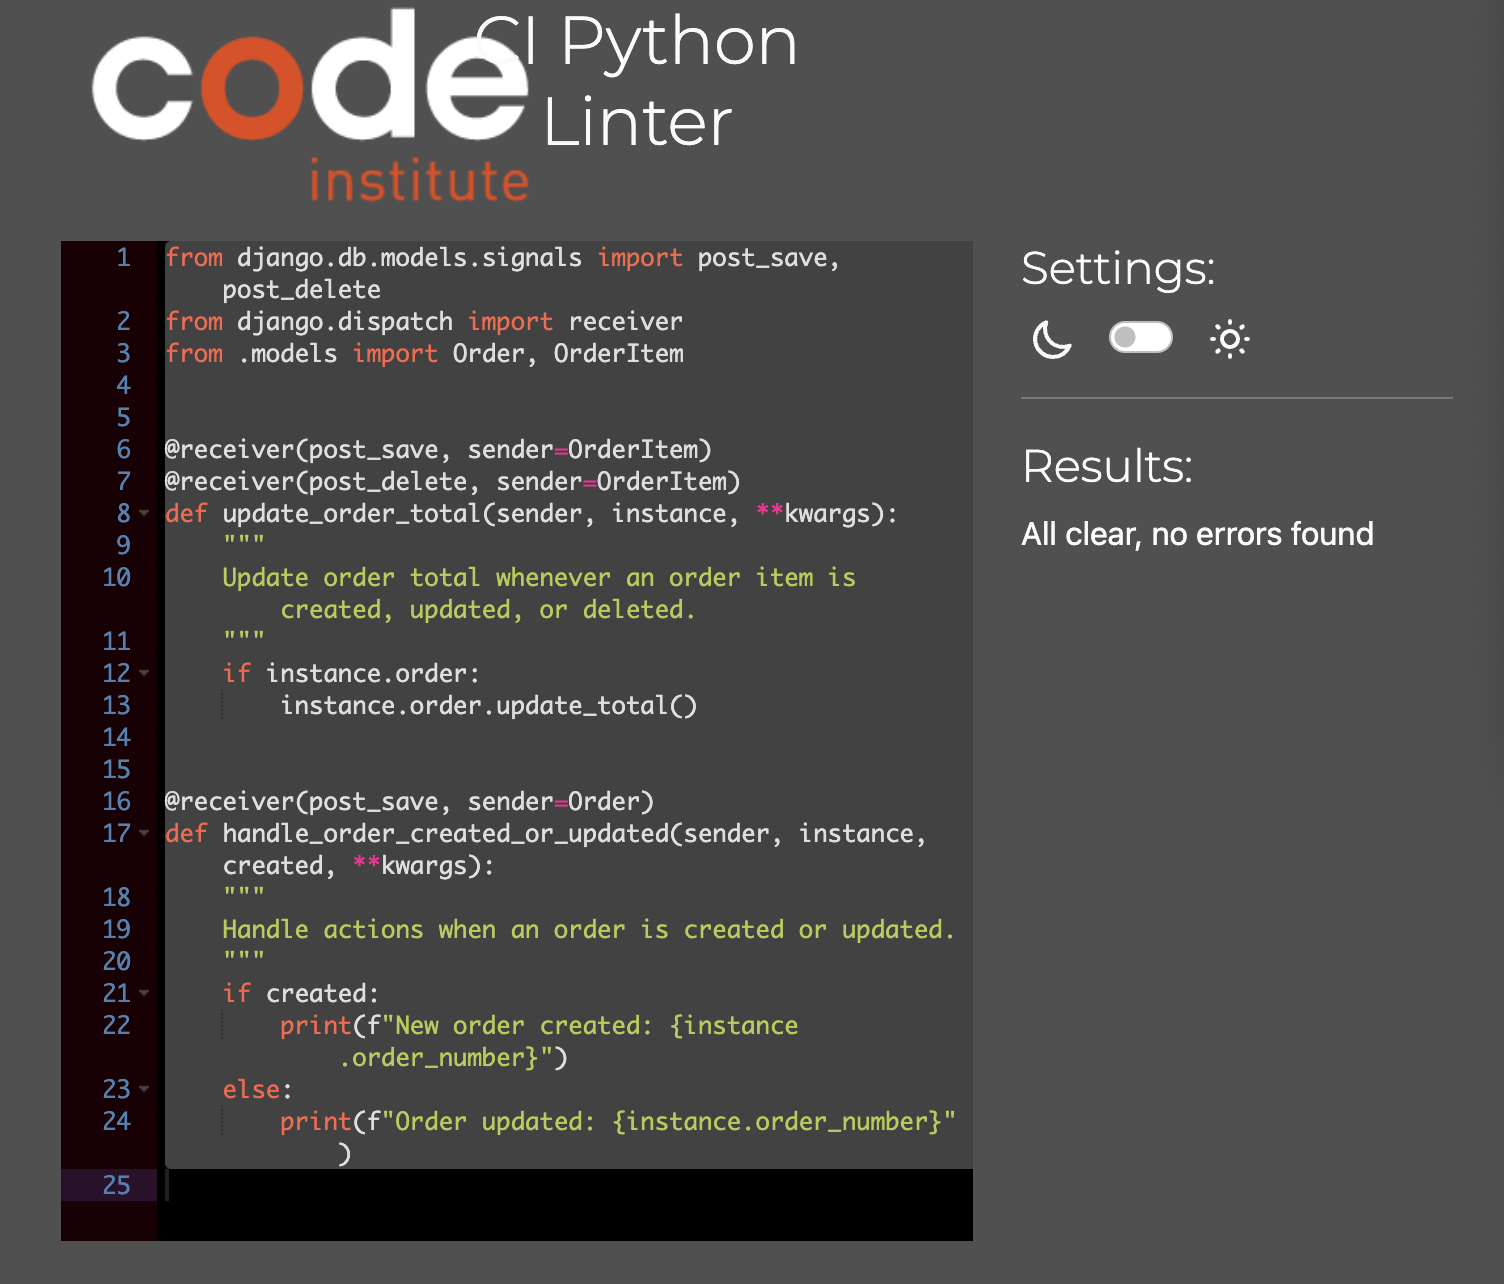 code
institute
CI Python
Linter
1 from django.db.models.signals import post_save,
post_delete
2 from django.dispatch import receiver
3 from .models import Order, OrderItem
4
5
6 @receiver(post_save, sender=OrderItem)
7 @receiver(post_delete, sender=OrderItem)
8 def update_order_total(sender, instance, **kwargs):
9     """
10     Update order total whenever an order item is
created, updated, or deleted.
11     """
12     if instance.order:
13         instance.order.update_total()
14
15
16 @receiver(post_save, sender=Order)
17 def handle_order_created_or_updated(sender, instance,
created, **kwargs):
18     """
19     Handle actions when an order is created or updated.
20     """
21     if created:
22         print(f"New order created: {instance
.order_number}")
23     else:
24         print(f"Order updated: {instance.order_number}"
)
25
Settings:
Results:
All clear, no errors found